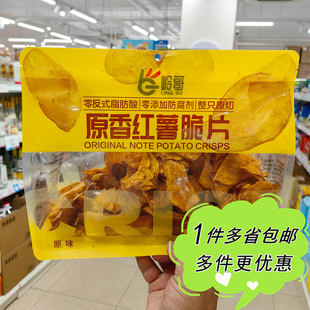 岭哥
LING GE
零反式脂肪酸 零添加防腐剂 整只原切
原香红薯脆片
ORIGINAL NOTE POTATO CRISPS
原味
1件多省包邮
多件更优惠